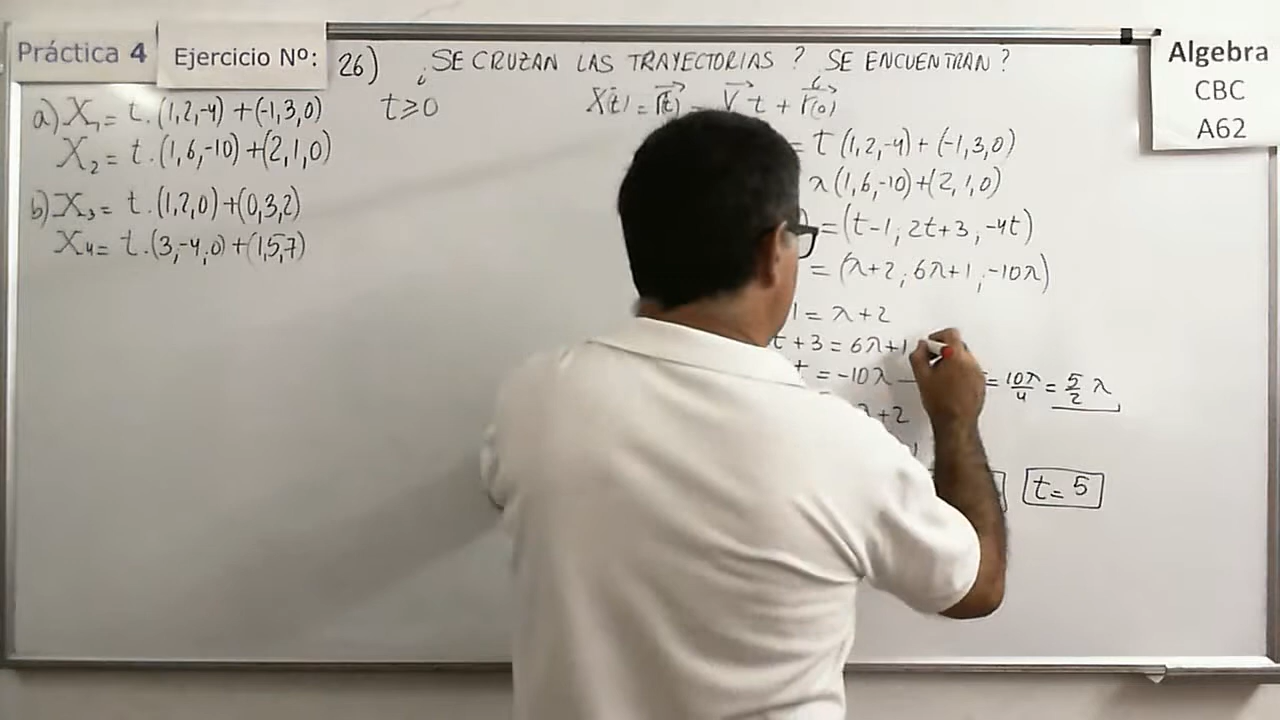 Práctica 4
Ejercicio Nº: 26) ¿SE CRUZAN LAS TRAYECTORIAS? SE ENCUENTRAN?
Algebra
CBC
A62
a) X₁= t.(1,2,-4)+(-1,3,0) t≥0
X₂= t.(1,6,-10)+(2,1,0)
b) X₃= t.(1,2,0)+(0,3,2)
X₄= t.(3,-4,0)+(1,5,7)
X(t) = r(t) = V t + r(0)
= t(1,2,-4)+(-1,3,0)
λ(1,6,-10)+(2,1,0)
=(t-1, 2t+3, -4t)
= (λ+2, 6λ+1, -10λ)
1 = λ+2
t+3 = 6λ+1
t = -10λ = 10λ/4 = 5/2 λ
+2
t= 5